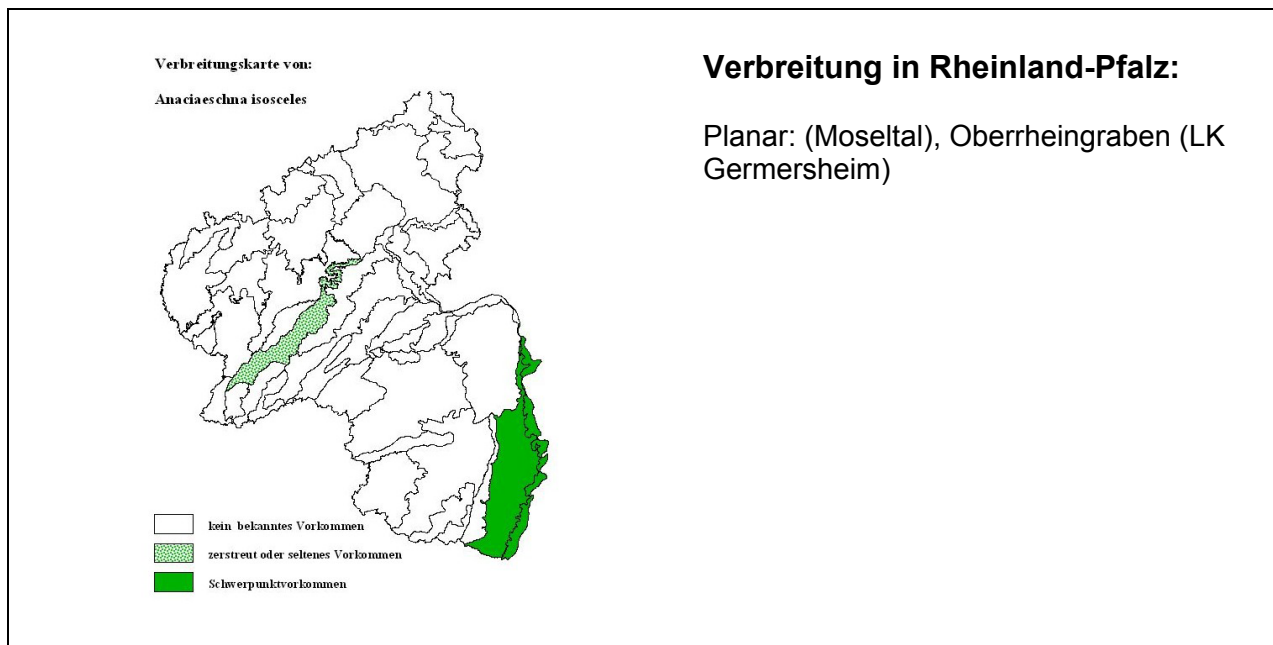 Verbreitungskarte von:
Anaciaeschna isosceles
kein bekanntes Vorkommen
zerstreut oder seltenes Vorkommen
Schwerpunktvorkommen
Verbreitung in Rheinland-Pfalz:
Planar: (Moseltal), Oberrheingraben (LK
Germersheim)